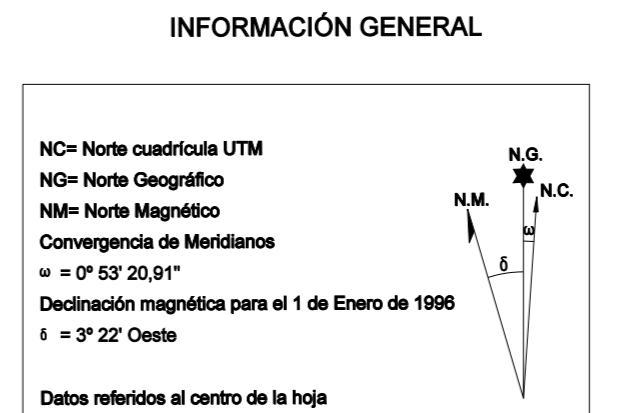 INFORMACIÓN GENERAL
NC= Norte cuadrícula UTM
NG= Norte Geográfico
NM= Norte Magnético
Convergencia de Meridianos
ω = 0º 53' 20,91"
Declinación magnética para el 1 de Enero de 1996
δ = 3º 22' Oeste
Datos referidos al centro de la hoja
N.G.
N.M.
N.C.
ω
δ